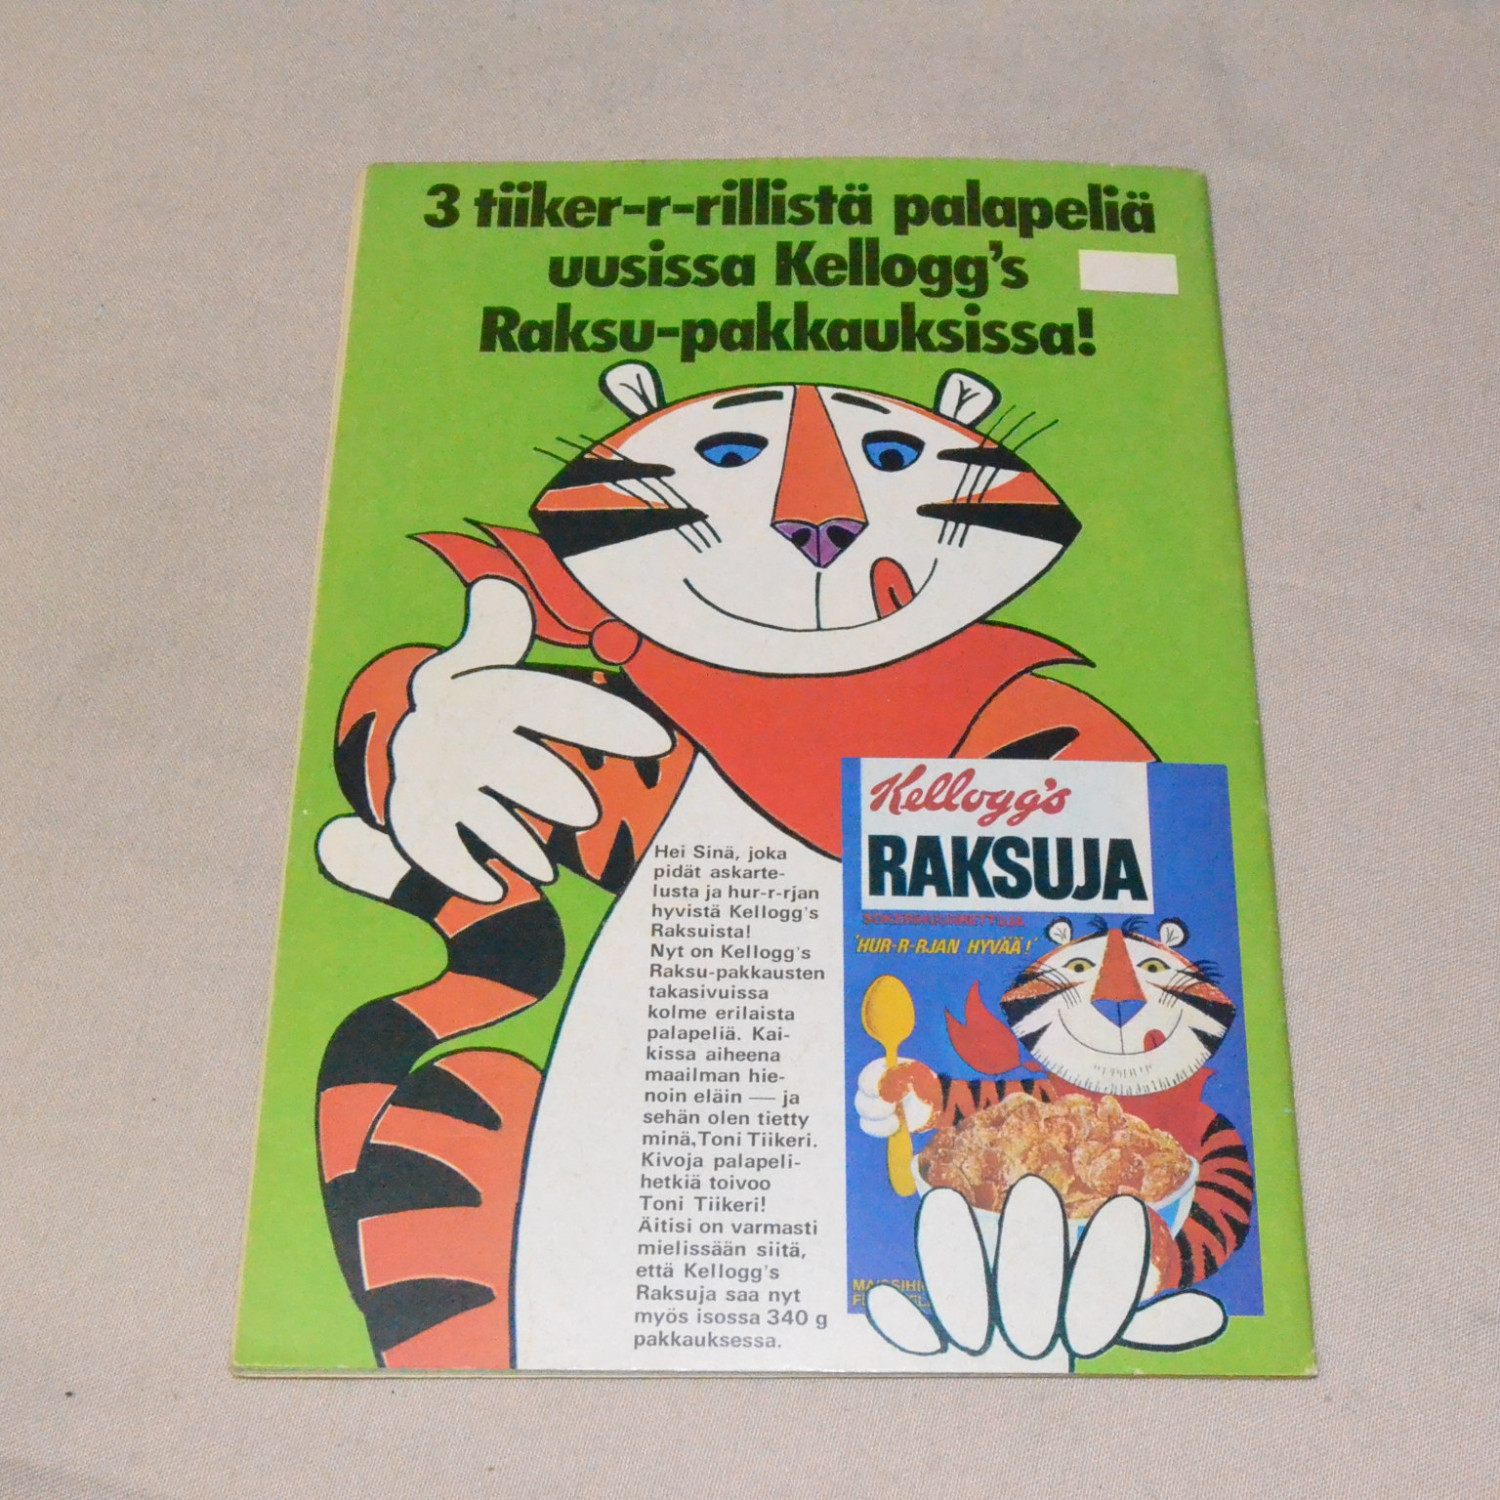 3 tiiker-r-rillistä palapeliä
uusissa Kellogg's
Raksu-pakkauksissa!
Hei Sinä, joka
pidät askarte-
lusta ja hur-r-rjan
hyvistä Kellogg's
Raksuista!
Nyt on Kellogg's
Raksu-pakkausten
takasivuissa
kolme erilaista
palapeliä. Kai-
kissa aiheena
maailman hie-
noin eläin — ja
sehän olen tietty
minä, Toni Tiikeri.
Kivoja palapeli-
hetkiä toivoo
Toni Tiikeri!
Äitisi on varmasti
mielissään siitä,
että Kellogg's
Raksuja saa nyt
myös isossa 340 g
pakkauksessa.
Kellogg's
RAKSUJA
'HUR-R-RJAN HYVÄÄ!'